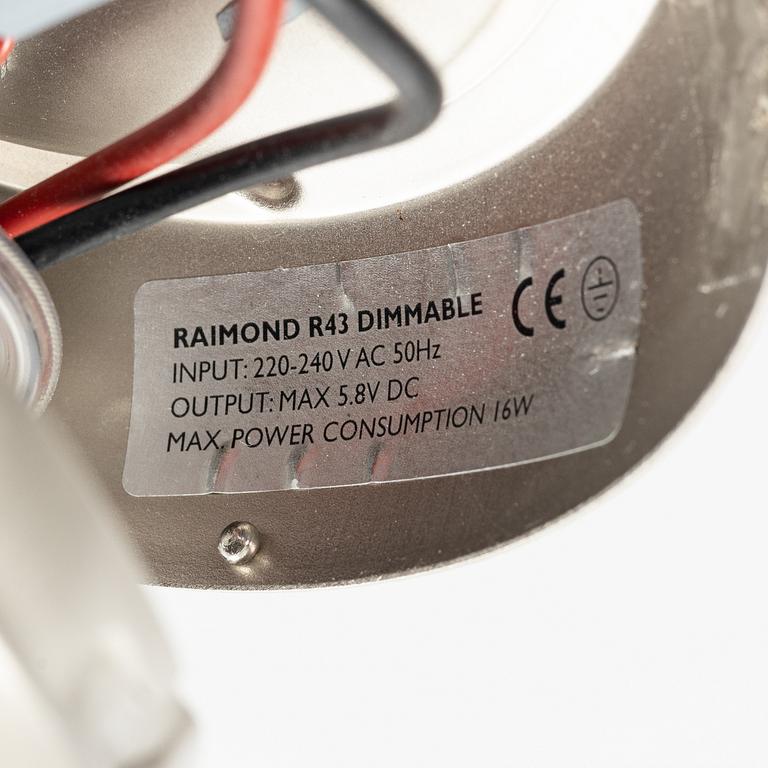 RAIMOND R43 DIMMABLE CE
INPUT: 220-240 V AC 50Hz
OUTPUT: MAX 5.8V DC
MAX. POWER CONSUMPTION 16W